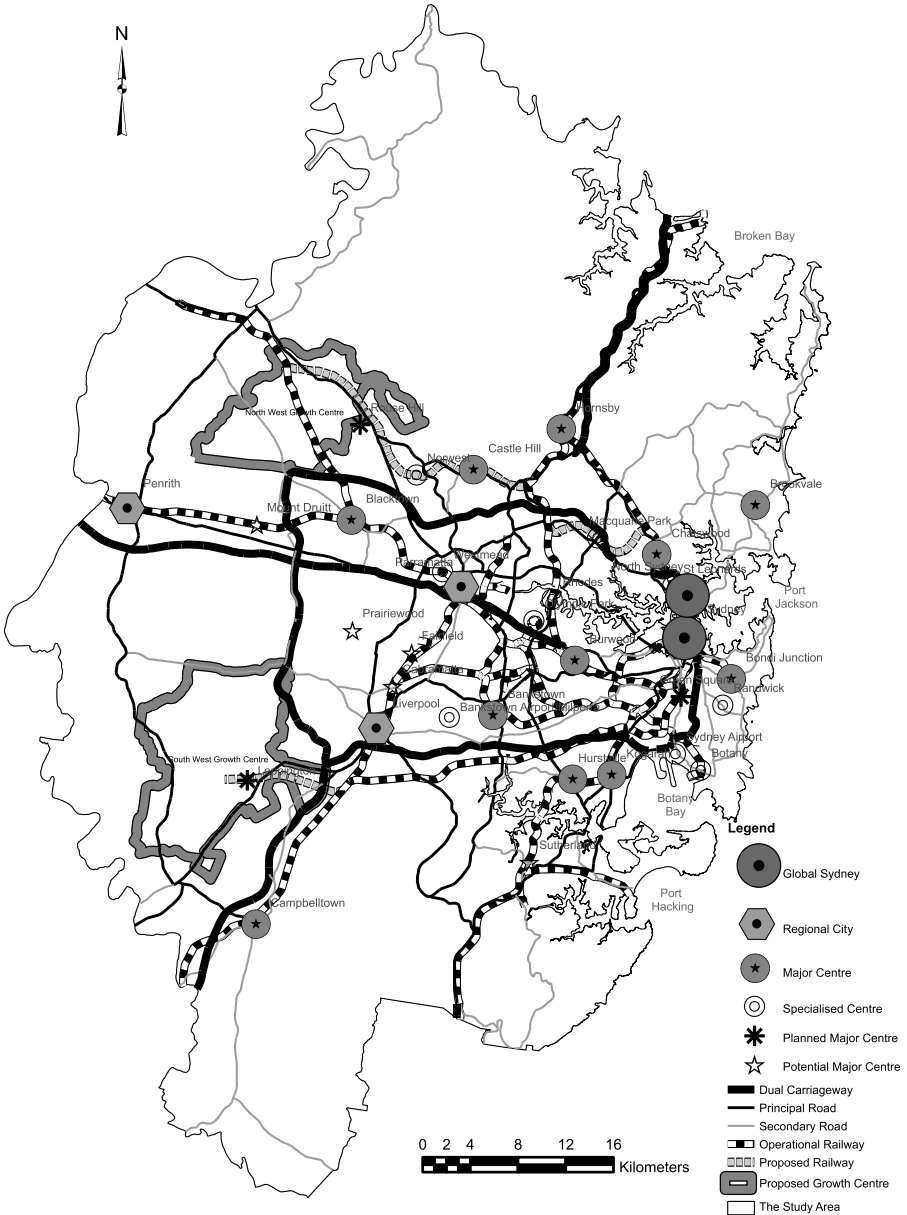 N
Broken Bay
North West Growth Centre
Rouse Hill
Hornsby
Castle Hill
Norwest
Penrith
Blacktown
Mount Druitt
Brookvale
Macquarie Park
Chatswood
Westmead
Parramatta
North Sydney
St Leonards
Rhodes
Port
Jackson
Sydney
Prairiewood
Fairfield
Burwood
Bondi Junction
Cabramatta
Randwick
Bankstown
Liverpool
Bankstown Airport
Sydney Airport
Botany
South West Growth Centre
Leppington
Hurstville
Kogarah
Botany
Bay
Legend
Sutherland
Global Sydney
Port
Hacking
Campbelltown
Regional City
Major Centre
Specialised Centre
Planned Major Centre
Potential Major Centre
Dual Carriageway
Principal Road
Secondary Road
0 2 4 8 12 16
Operational Railway
Kilometers
Proposed Railway
Proposed Growth Centre
The Study Area